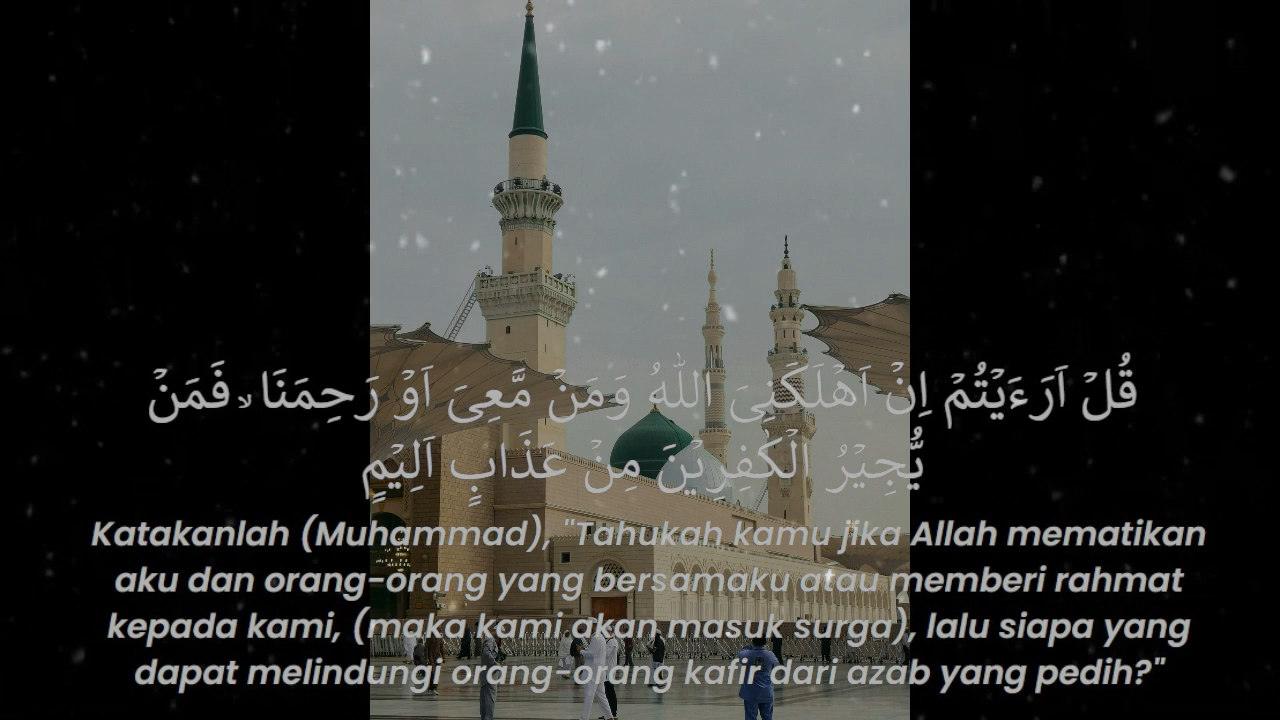 قُلْ اَرَءَيْتُمْ اِنْ اَهْلَكَنِيَ اللّٰهُ وَمَنْ مَّعِيَ اَوْ رَحِمَنَاۙ فَمَنْ
يُّجِيْرُ الْكٰفِرِيْنَ مِنْ عَذَابٍ اَلِيْمٍ
Katakanlah (Muhammad), "Tahukah kamu jika Allah mematikan
aku dan orang-orang yang bersamaku atau memberi rahmat
kepada kami, (maka kami akan masuk surga), lalu siapa yang
dapat melindungi orang-orang kafir dari azab yang pedih?"